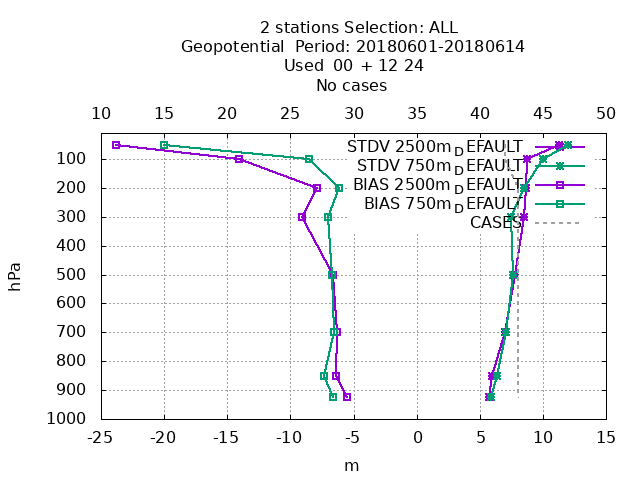 2 stations Selection: ALL
Geopotential  Period: 20180601-20180614
Used  00 + 12 24
No cases
10 15 20 25 30 35 40 45 50
STDV 2500m_DEFAULT
STDV 750m_DEFAULT
BIAS 2500m_DEFAULT
BIAS 750m_DEFAULT
CASES
100
200
300
400
500
600
700
800
900
1000
hPa
-25 -20 -15 -10 -5 0 5 10 15
m